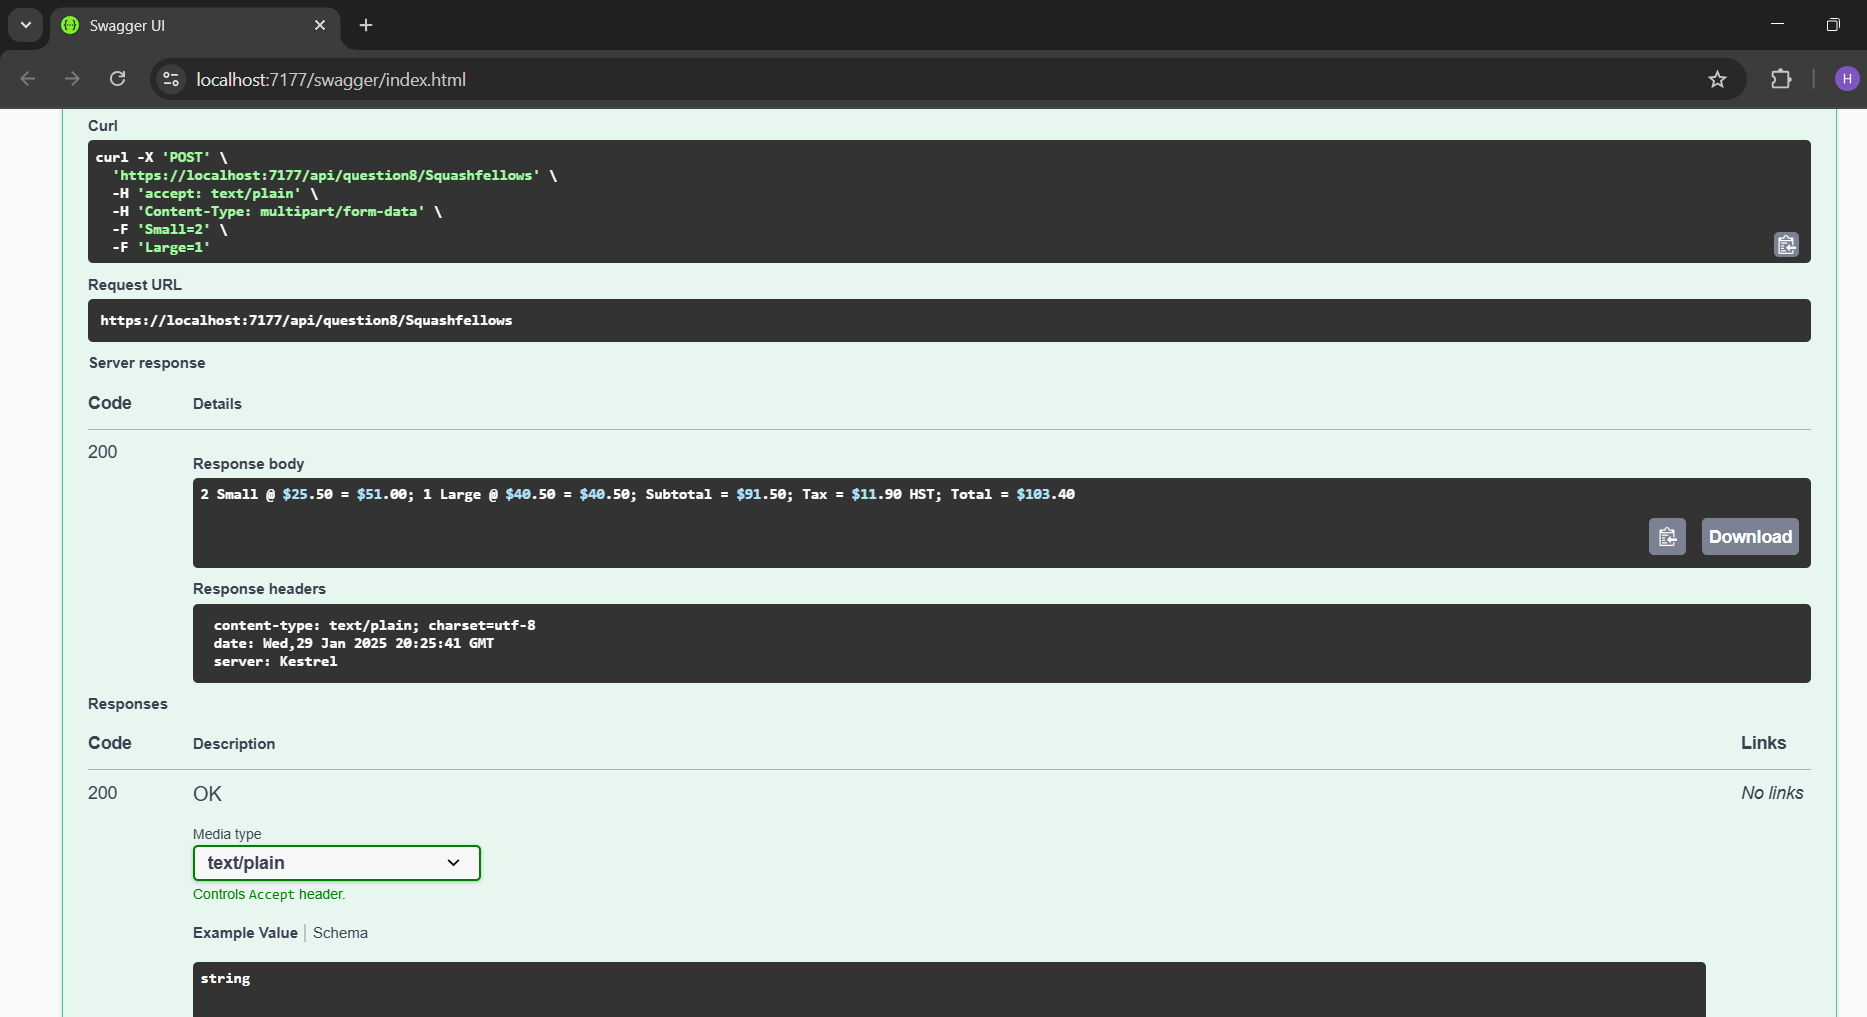 Swagger UI
localhost:7177/swagger/index.html
H
Curl
curl -X 'POST' \
'https://localhost:7177/api/question8/Squashfellows' \
-H 'accept: text/plain' \
-H 'Content-Type: multipart/form-data' \
-F 'Small=2' \
-F 'Large=1'
Request URL
https://localhost:7177/api/question8/Squashfellows
Server response
Code Details
200
Response body
2 Small @ $25.50 = $51.00; 1 Large @ $40.50 = $40.50; Subtotal = $91.50; Tax = $11.90 HST; Total = $103.40
Download
Response headers
content-type: text/plain; charset=utf-8
date: Wed,29 Jan 2025 20:25:41 GMT
server: Kestrel
Responses
Code Description Links
200 OK No links
Media type
text/plain
Controls Accept header.
Example Value Schema
string